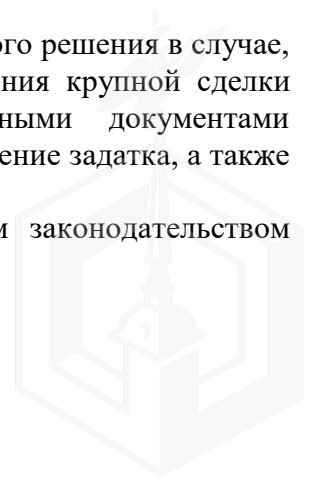 ого решения в случае,
ния крупной сделки
ными документами
ение задатка, а также
м законодательством